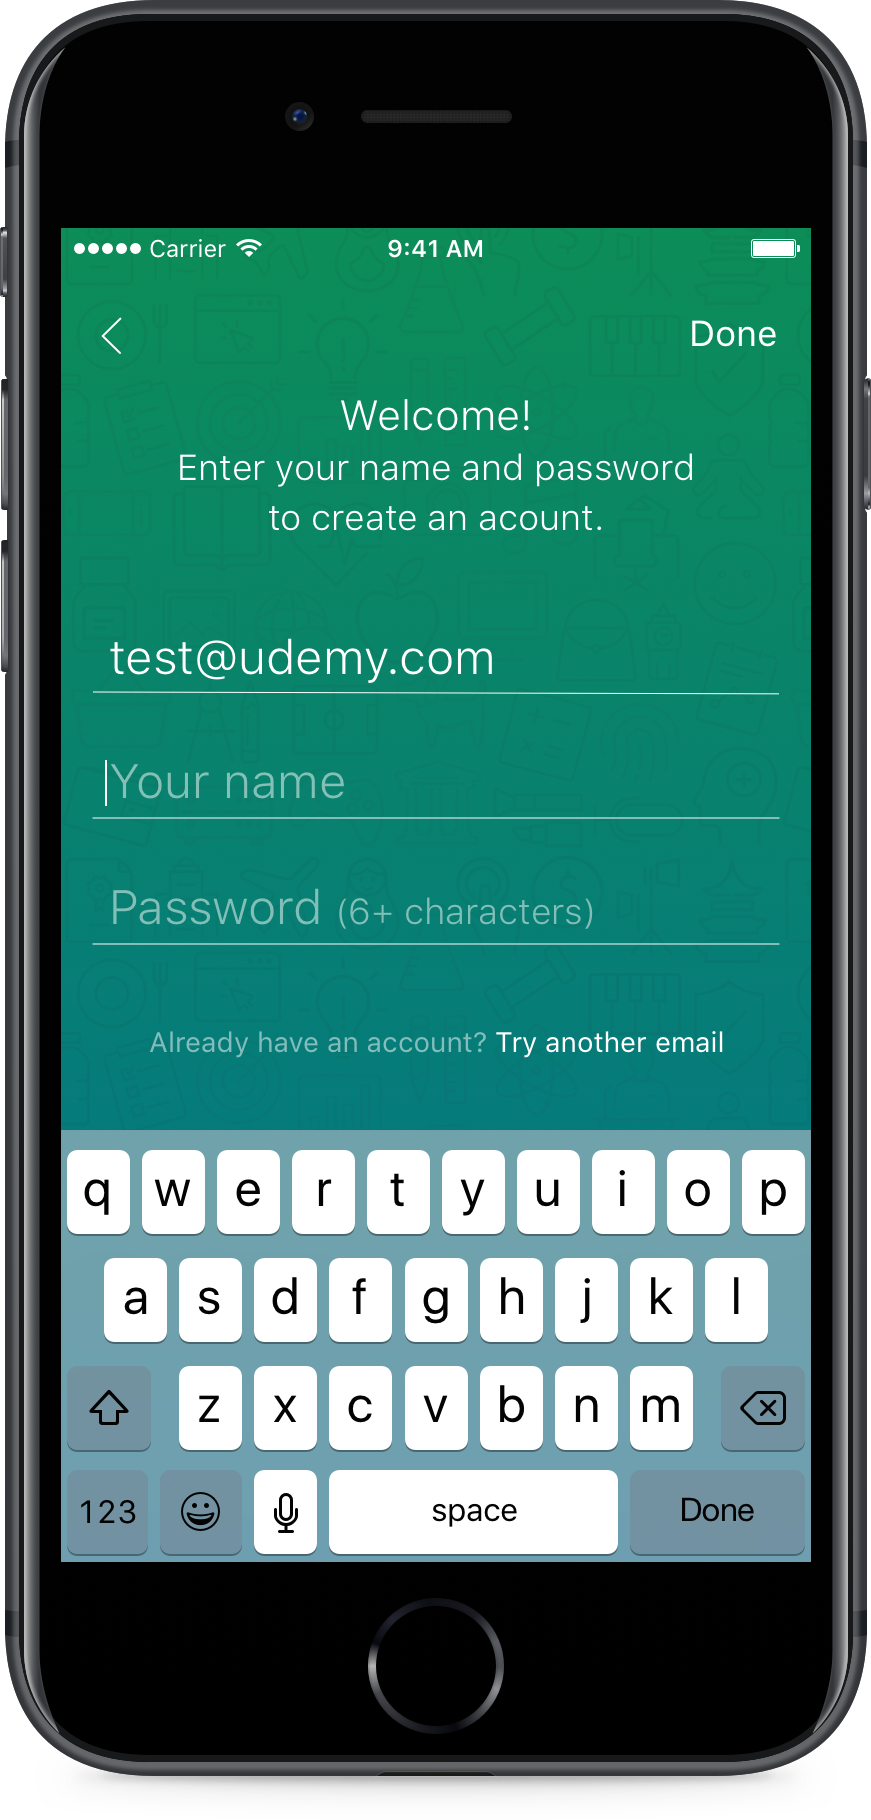 Carrier 9:41 AM
Done
Welcome!
Enter your name and password
to create an acount.
test@udemy.com
Your name
Password (6+ characters)
Already have an account? Try another email
q w e r t y u i o p
a s d f g h j k l
z x c v b n m
123 space Done